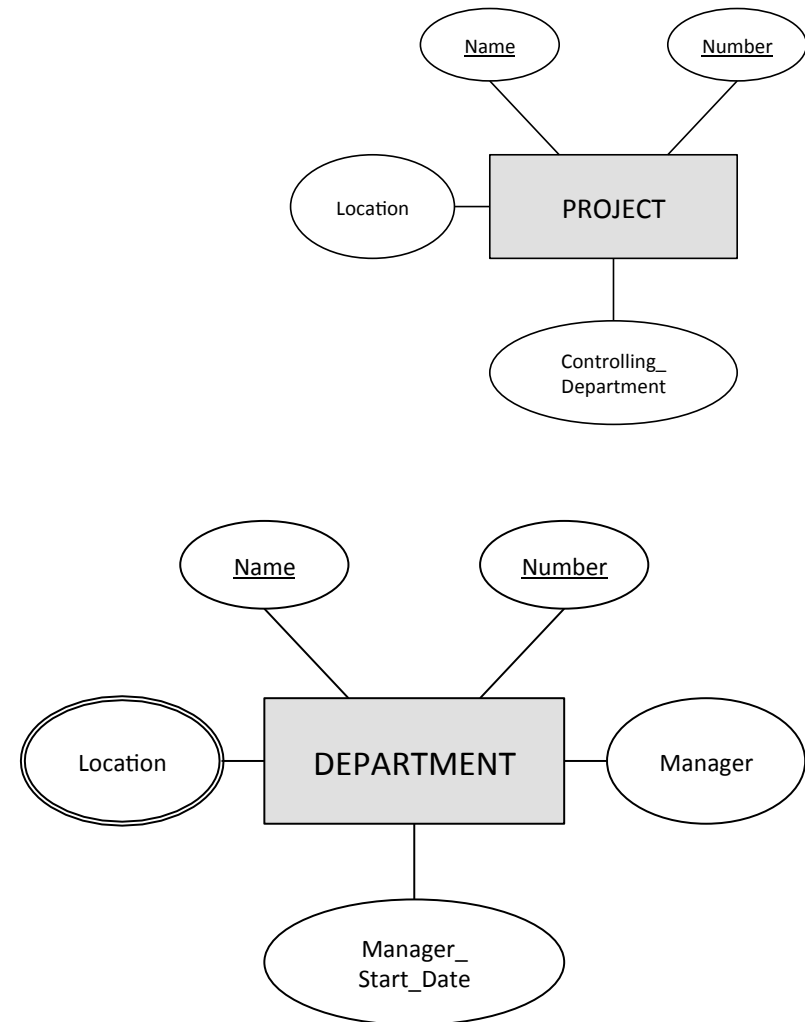 Name
Number
Location
PROJECT
Controlling_
Department
Name
Number
Location
DEPARTMENT
Manager
Manager_
Start_Date